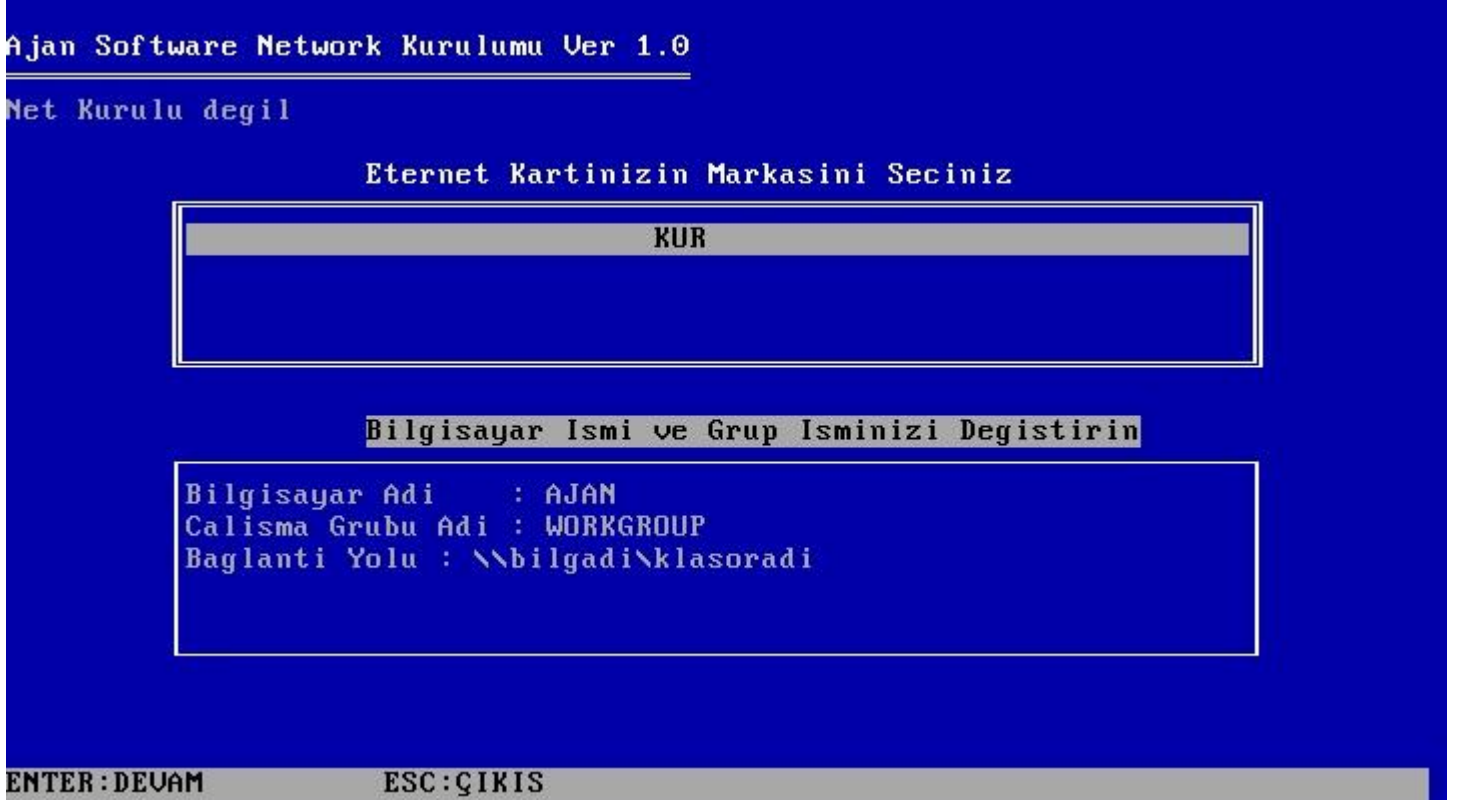 Ajan Software Network Kurulumu Ver 1.0
Net Kurulu degil
Eternet Kartinizin Markasini Seciniz
KUR
Bilgisayar Ismi ve Grup Isminizi Degistirin
Bilgisayar Adi : AJAN
Calisma Grubu Adi : WORKGROUP
Baglanti Yolu : \\bilgadi\klasoradi
ENTER:DEVAM ESC:ÇIKIS